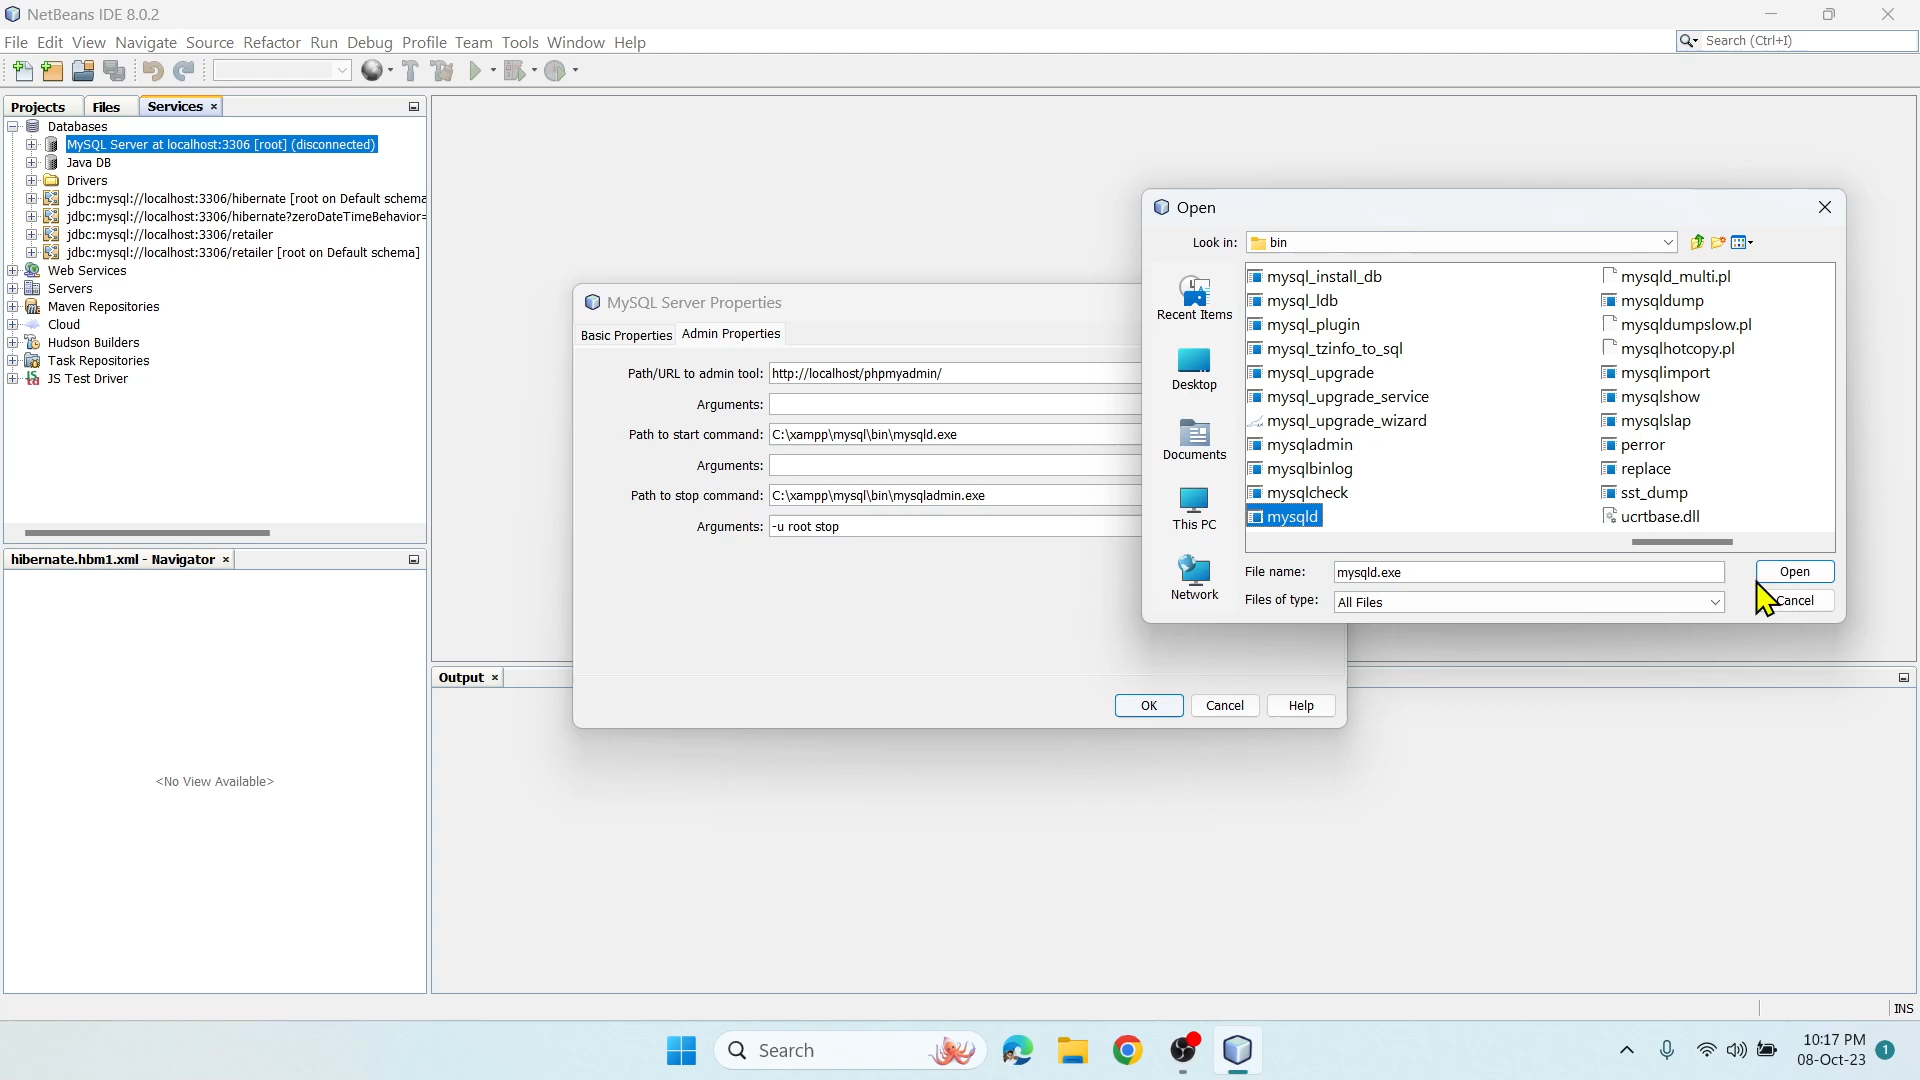 NetBeans IDE 8.0.2
File Edit View Navigate Source Refactor Run Debug Profile Team Tools Window Help
Search (Ctrl+I)
Projects Files Services
Databases
MySQL Server at localhost:3306 [root] (disconnected)
Java DB
Drivers
jdbc:mysql://localhost:3306/hibernate [root on Default schema
jdbc:mysql://localhost:3306/hibernate?zeroDateTimeBehavior=
jdbc:mysql://localhost:3306/retailer
jdbc:mysql://localhost:3306/retailer [root on Default schema]
Web Services
Servers
Maven Repositories
Cloud
Hudson Builders
Task Repositories
JS Test Driver
hibernate.hbm1.xml - Navigator
<No View Available>
MySQL Server Properties
Basic Properties Admin Properties
Path/URL to admin tool: http://localhost/phpmyadmin/
Arguments:
Path to start command: C:\xampp\mysql\bin\mysqld.exe
Arguments:
Path to stop command: C:\xampp\mysql\bin\mysqladmin.exe
Arguments: -u root stop
OK Cancel Help
Open
Look in: bin
Recent Items
Desktop
Documents
This PC
Network
mysql_install_db
mysql_ldb
mysql_plugin
mysql_tzinfo_to_sql
mysql_upgrade
mysql_upgrade_service
mysql_upgrade_wizard
mysqladmin
mysqlbinlog
mysqlcheck
mysqld
mysqld_multi.pl
mysqldump
mysqldumpslow.pl
mysqlhotcopy.pl
mysqlimport
mysqlshow
mysqlslap
perror
replace
sst_dump
ucrtbase.dll
File name: mysqld.exe
Open
Files of type: All Files
Cancel
Output
INS
Search
10:17 PM
08-Oct-23
1